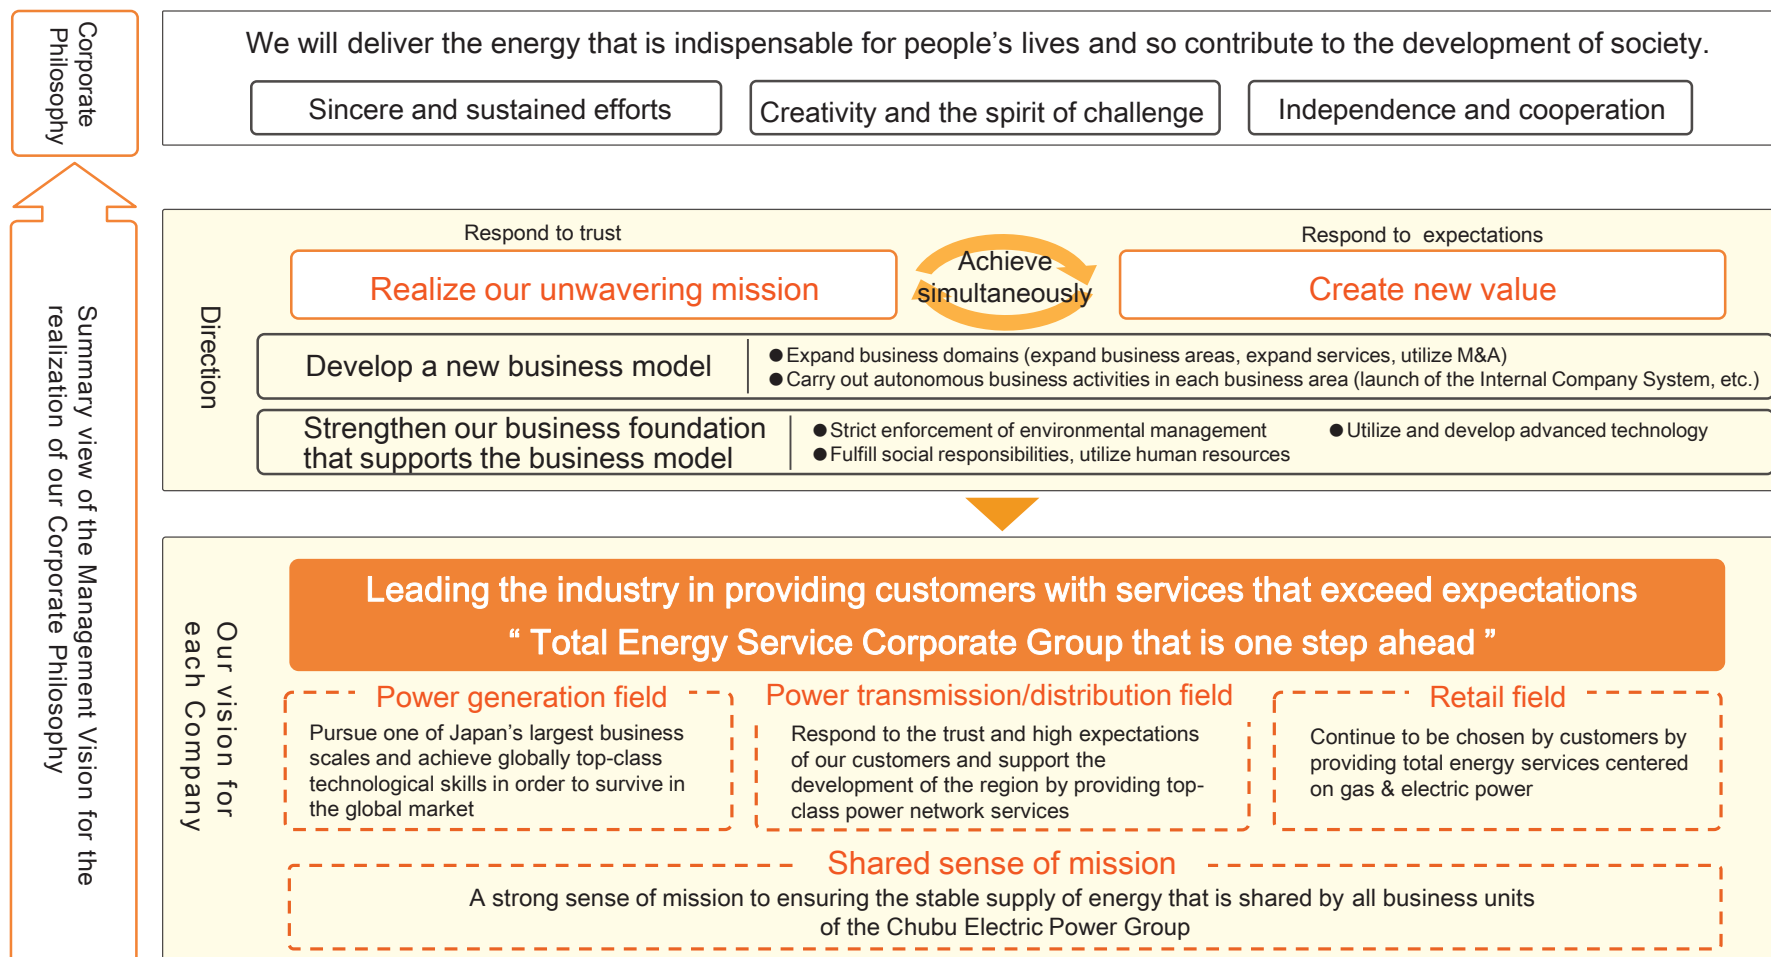 Corporate
Philosophy
We will deliver the energy that is indispensable for people’s lives and so contribute to the development of society.
Sincere and sustained efforts
Creativity and the spirit of challenge
Independence and cooperation
Summary view of the Management Vision for the
realization of our Corporate Philosophy
Direction
Respond to trust
Realize our unwavering mission
Achieve
simultaneously
Respond to expectations
Create new value
Develop a new business model
●Expand business domains (expand business areas, expand services, utilize M&A)
●Carry out autonomous business activities in each business area (launch of the Internal Company System, etc.)
Strengthen our business foundation
that supports the business model
●Strict enforcement of environmental management
●Utilize and develop advanced technology
●Fulfill social responsibilities, utilize human resources
Our vision for
each Company
Leading the industry in providing customers with services that exceed expectations
“ Total Energy Service Corporate Group that is one step ahead ”
Power generation field
Pursue one of Japan’s largest business
scales and achieve globally top-class
technological skills in order to survive in
the global market
Power transmission/distribution field
Respond to the trust and high expectations
of our customers and support the
development of the region by providing top-
class power network services
Retail field
Continue to be chosen by customers by
providing total energy services centered
on gas & electric power
Shared sense of mission
A strong sense of mission to ensuring the stable supply of energy that is shared by all business units
of the Chubu Electric Power Group